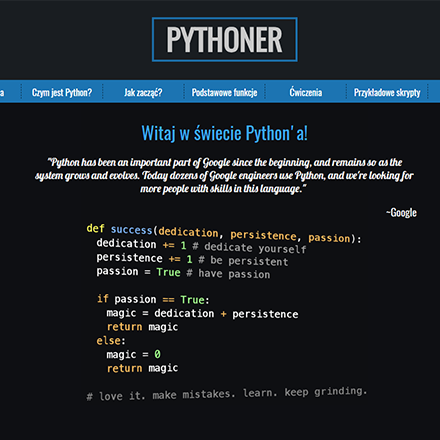 PYTHONER
a Czym jest Python? Jak zacząć? Podstawowe funkcje Ćwiczenia Przykładowe skrypty
Witaj w świecie Python'a!
"Python has been an important part of Google since the beginning, and remains so as the
system grows and evolves. Today dozens of Google engineers use Python, and we're looking for
more people with skills in this language."
~Google
def success(dedication, persistence, passion):
dedication += 1 # dedicate yourself
persistence += 1 # be persistent
passion = True # have passion
if passion == True:
magic = dedication + persistence
return magic
else:
magic = 0
return magic
# love it. make mistakes. learn. keep grinding.